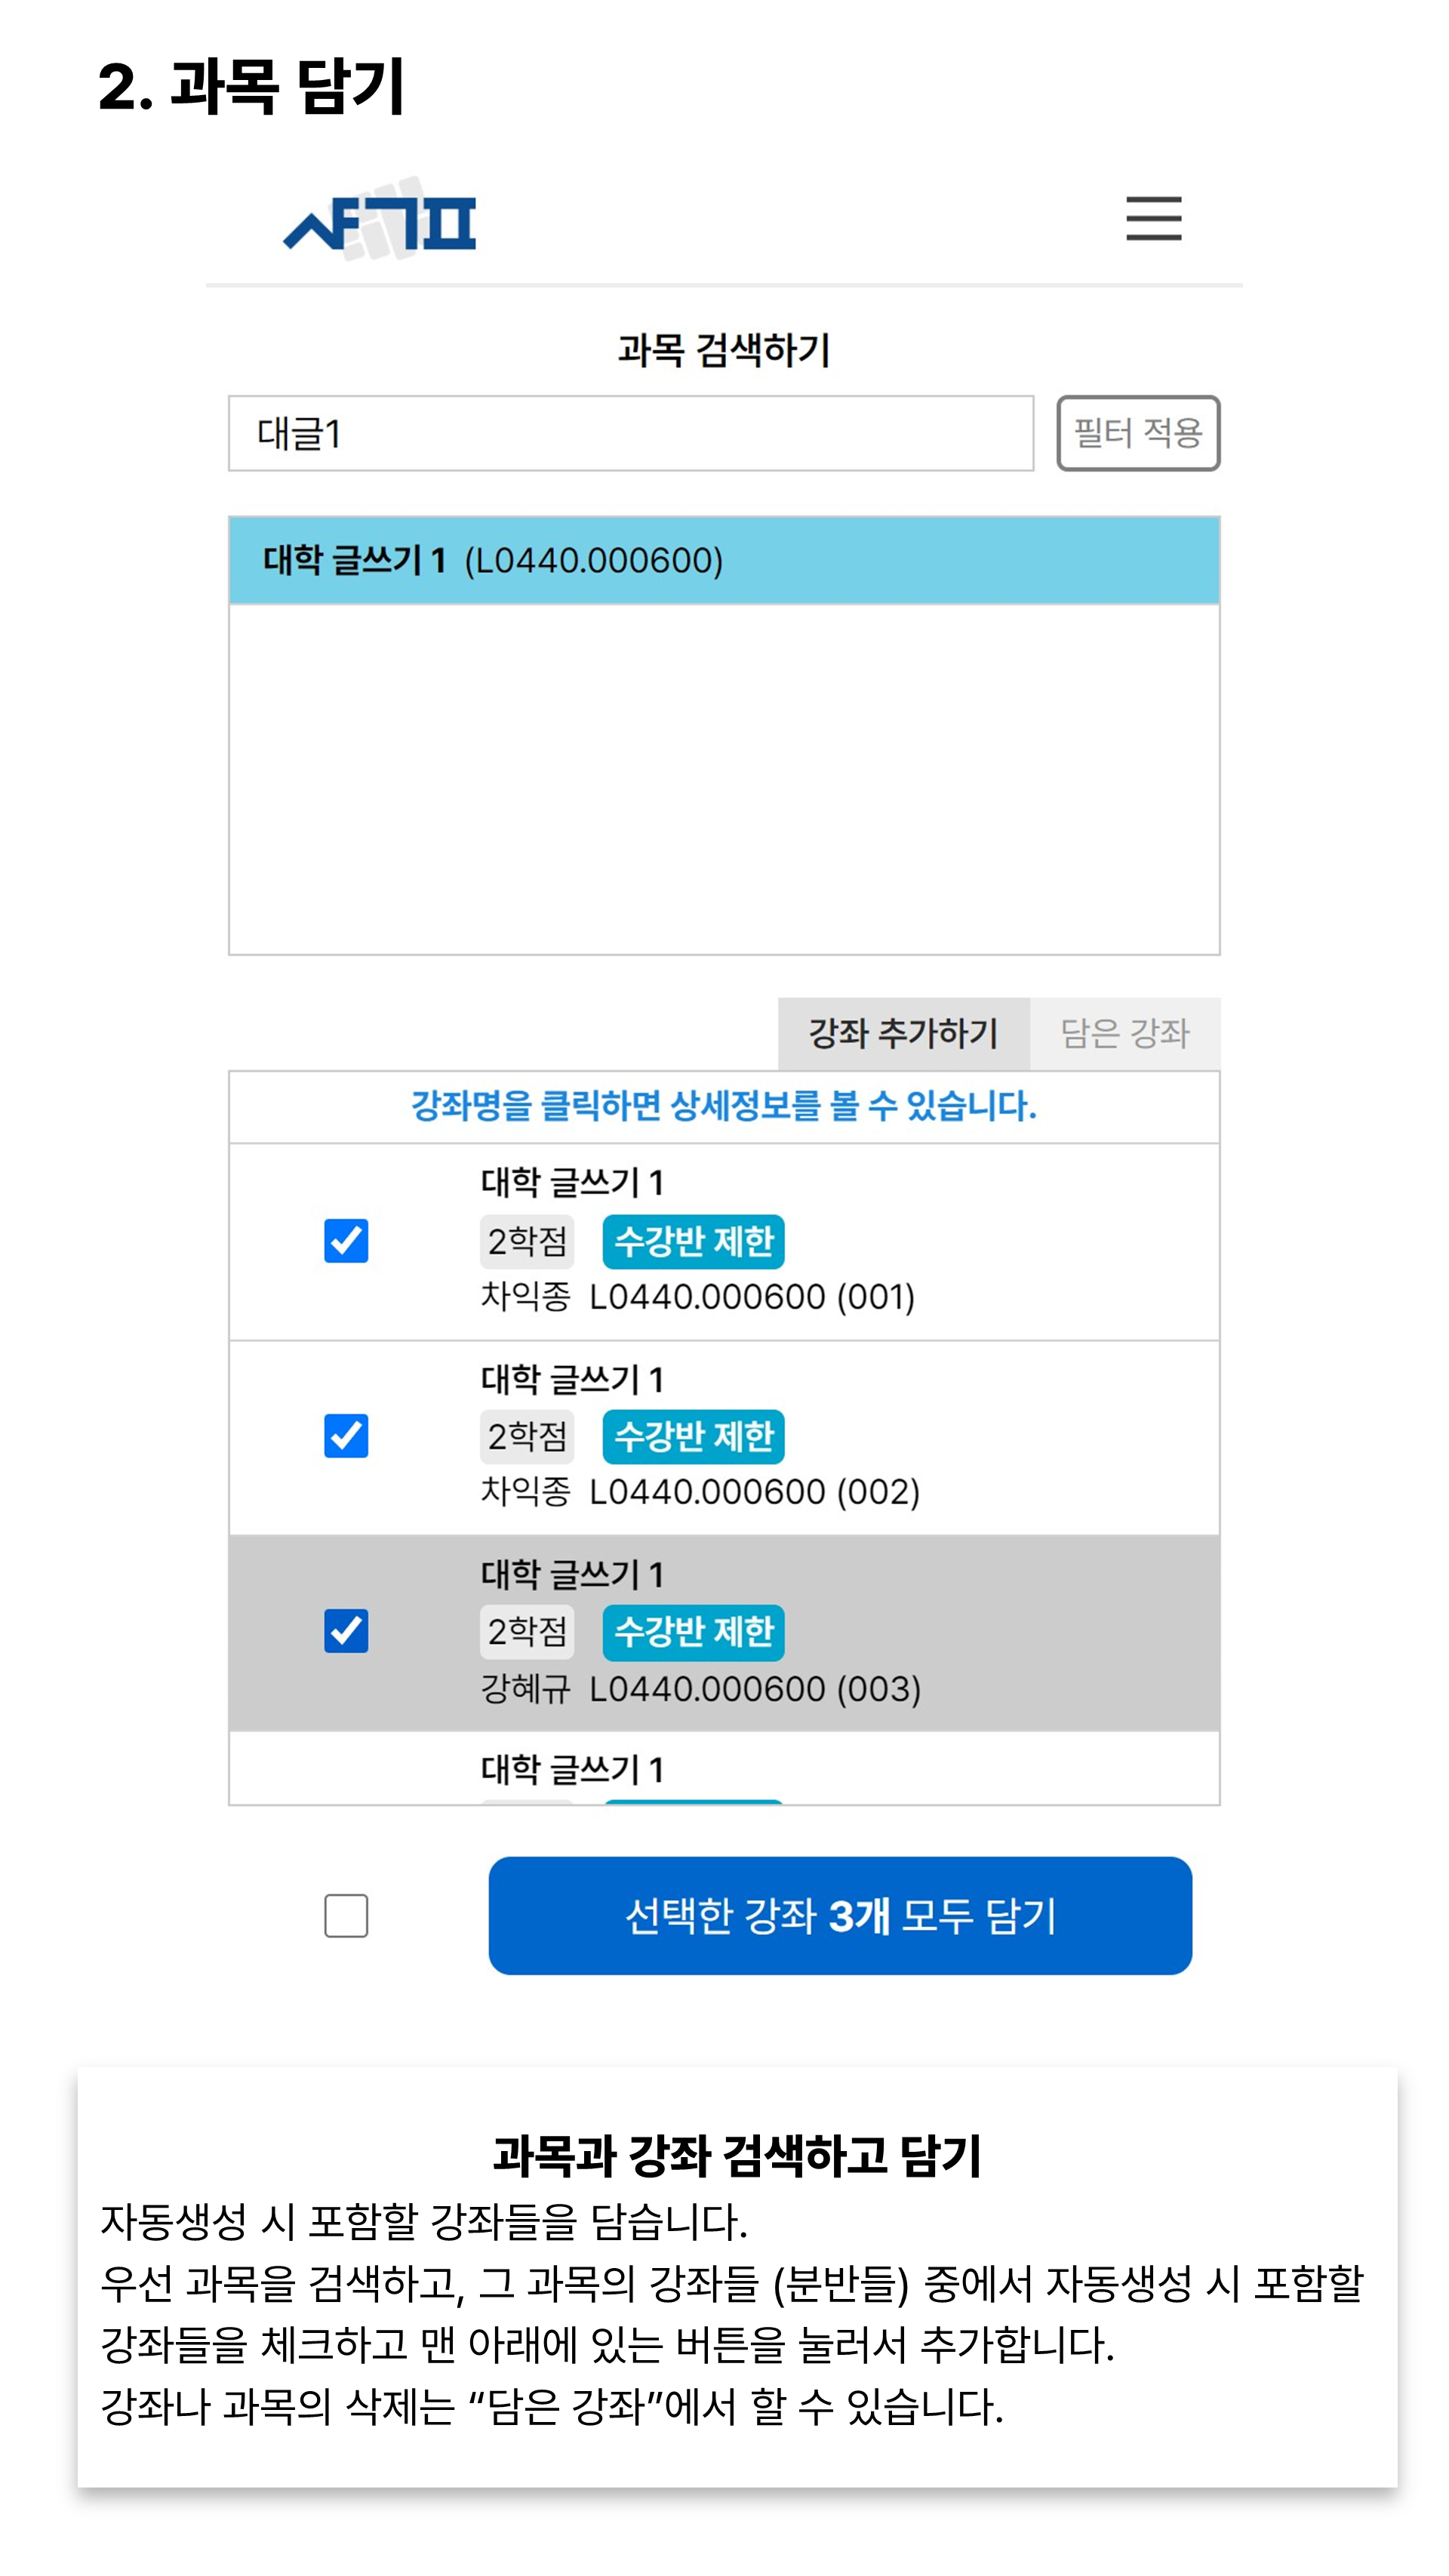 2. 과목 담기
샤기표
과목 검색하기
대글1
필터 적용
대학 글쓰기 1 (L0440.000600)
강좌 추가하기
담은 강좌
강좌명을 클릭하면 상세정보를 볼 수 있습니다.
대학 글쓰기 1
2학점 수강반 제한
차익종 L0440.000600 (001)
대학 글쓰기 1
2학점 수강반 제한
차익종 L0440.000600 (002)
대학 글쓰기 1
2학점 수강반 제한
강혜규 L0440.000600 (003)
대학 글쓰기 1
선택한 강좌 3개 모두 담기
과목과 강좌 검색하고 담기
자동생성 시 포함할 강좌들을 담습니다.
우선 과목을 검색하고, 그 과목의 강좌들 (분반들) 중에서 자동생성 시 포함할
강좌들을 체크하고 맨 아래에 있는 버튼을 눌러서 추가합니다.
강좌나 과목의 삭제는 “담은 강좌”에서 할 수 있습니다.